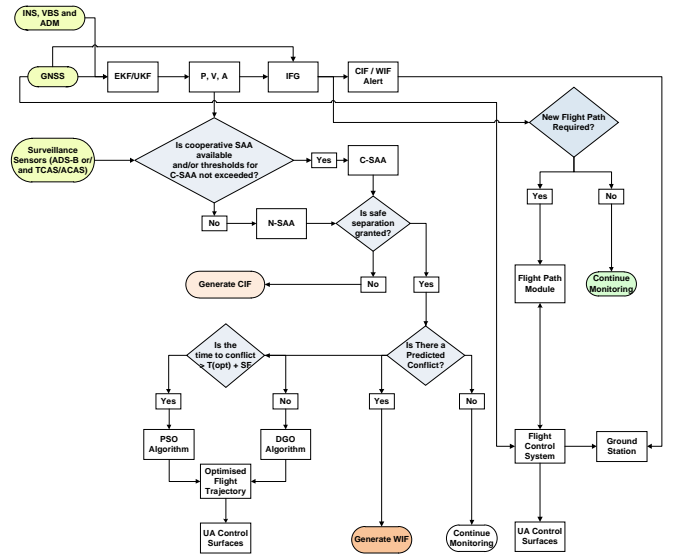 INS, VBS and
ADM
GNSS
EKF/UKF
P, V, A
IFG
CIF / WIF
Alert
New Flight Path
Required?
Surveillance
Sensors (ADS-B or/
and TCAS/ACAS)
Is cooperative SAA
available
and/or thresholds for
C-SAA not exceeded?
Yes
C-SAA
No
N-SAA
Is safe
separation
granted?
Yes
No
Flight Path
Module
Continue
Monitoring
Generate CIF
No
Yes
Is the
time to conflict
> T(opt) + SF
Is There a
Predicted
Conflict?
Yes
No
Yes
No
PSO
Algorithm
DGO
Algorithm
Flight
Control
System
Ground
Station
Optimised
Flight
Trajectory
UA Control
Surfaces
Generate WIF
Continue
Monitoring
UA Control
Surfaces